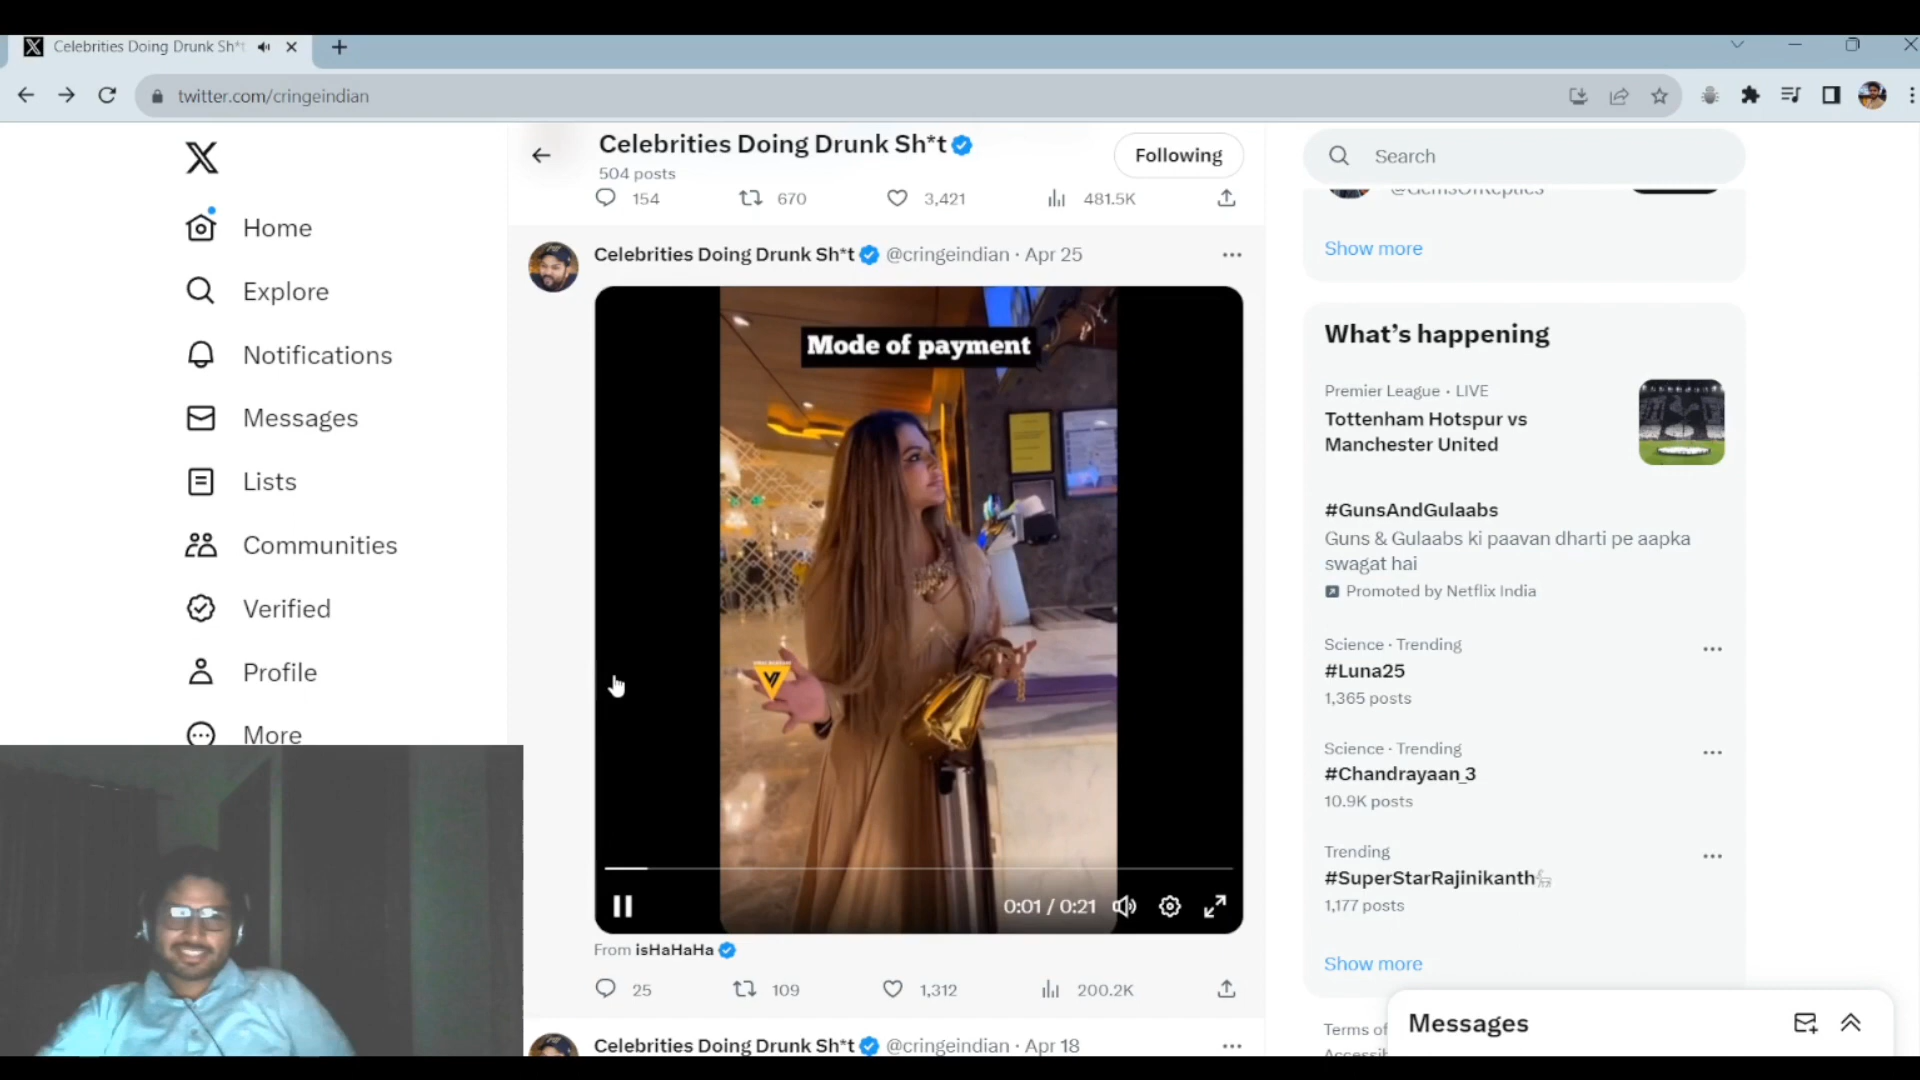 Celebrities Doing Drunk Sh*t
twitter.com/cringeindian
Celebrities Doing Drunk Sh*t
504 posts
Following
154 670 3,421 481.5K
Home
Explore
Notifications
Messages
Lists
Communities
Verified
Profile
More
Celebrities Doing Drunk Sh*t @cringeindian · Apr 25
Mode of payment
0:01 / 0:21
From isHaHaHa
25 109 1,312 200.2K
Celebrities Doing Drunk Sh*t @cringeindian · Apr 18
Search
@GemsOfReplies
Show more
What's happening
Premier League · LIVE
Tottenham Hotspur vs
Manchester United
#GunsAndGulaabs
Guns & Gulaabs ki paavan dharti pe aapka
swagat hai
Promoted by Netflix India
Science · Trending
#Luna25
1,365 posts
Science · Trending
#Chandrayaan_3
10.9K posts
Trending
#SuperStarRajinikanth
1,177 posts
Show more
Terms of
Messages